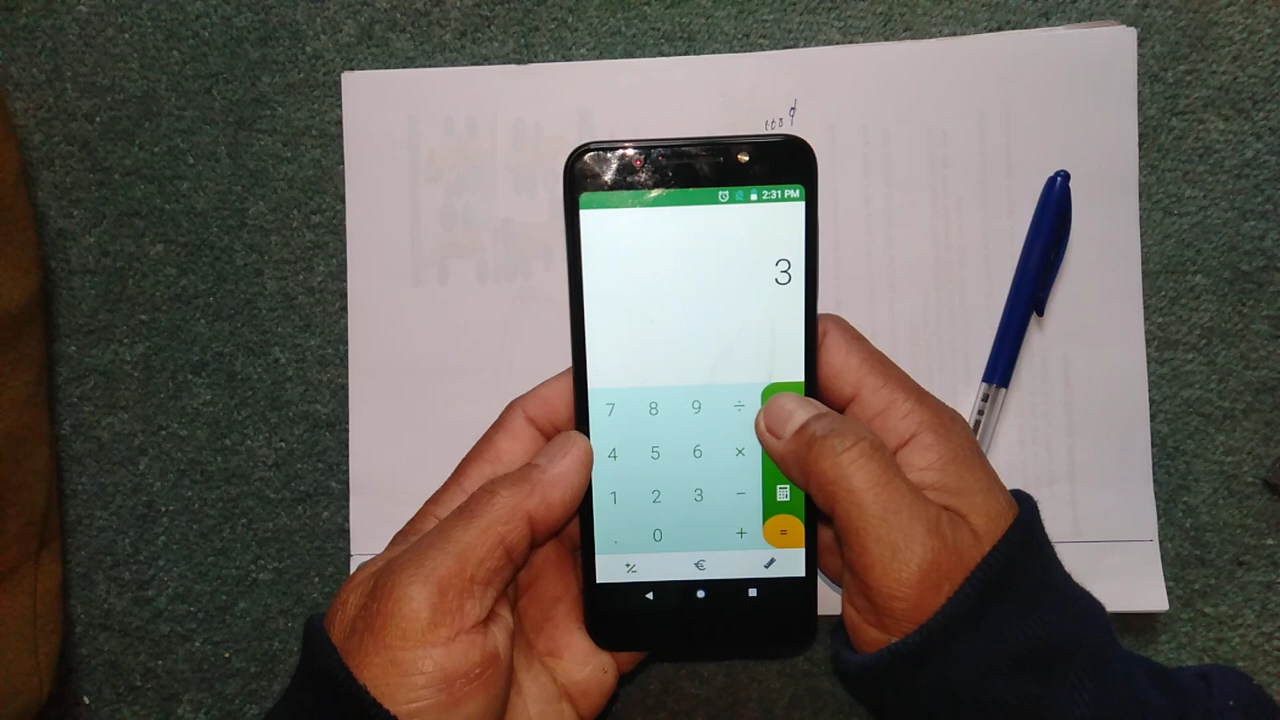 2:31 PM
3
7 8 9 ÷
4 5 6 ×
1 2 3 −
. 0 +
=
+⁄− €